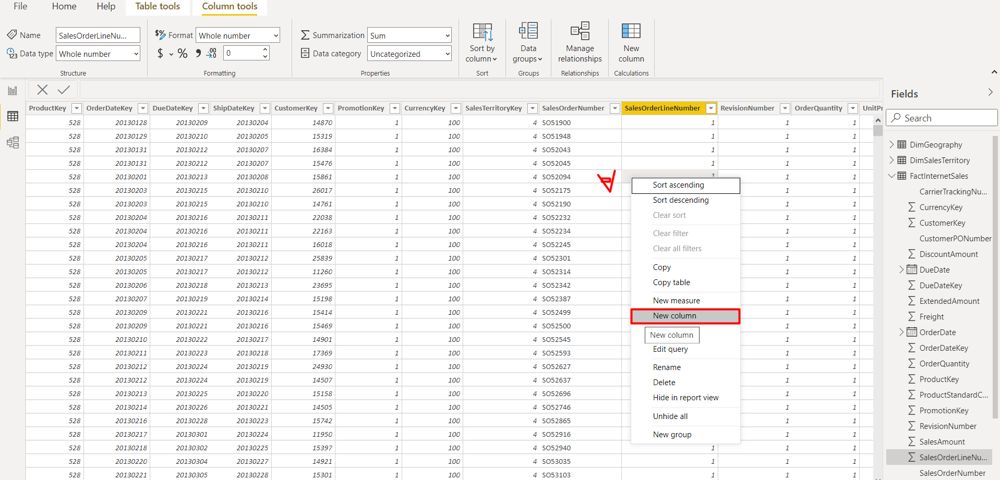 File Home Help Table tools Column tools
Name SalesOrderLineNu... $% Format Whole number Summarization Sum
Data type Whole number $ % 0 Data category Uncategorized
Sort by column Data groups Manage relationships New column
Structure Formatting Properties Sort Groups Relationships Calculations
ProductKey OrderDateKey DueDateKey ShipDateKey CustomerKey PromotionKey CurrencyKey SalesTerritoryKey SalesOrderNumber SalesOrderLineNumber RevisionNumber OrderQuantity UnitPr
528 20130128 20130209 20130204 14870 1 100 4 SO51900 1 1 1
528 20130129 20130210 20130205 15319 1 100 4 SO51948 1 1 1
528 20130131 20130212 20130207 16384 1 100 4 SO52043 1 1 1
528 20130131 20130212 20130207 15476 1 100 4 SO52045 1 1 1
528 20130201 20130213 20130208 15861 1 100 4 SO52094 1 1 1
528 20130203 20130215 20130210 26017 1 100 4 SO52175 1 1
528 20130203 20130215 20130210 14761 1 100 4 SO52190 1 1
528 20130204 20130216 20130211 22038 1 100 4 SO52232 1 1
528 20130204 20130216 20130211 22163 1 100 4 SO52234 1 1
528 20130204 20130216 20130211 16018 1 100 4 SO52245 1 1
528 20130205 20130217 20130212 25839 1 100 4 SO52301 1 1
528 20130205 20130217 20130212 11260 1 100 4 SO52314 1 1
528 20130206 20130218 20130213 23695 1 100 4 SO52342 1 1
528 20130207 20130219 20130214 15198 1 100 4 SO52387 1 1
528 20130209 20130221 20130216 15414 1 100 4 SO52499 1 1
528 20130209 20130221 20130216 15469 1 100 4 SO52500 1 1
528 20130210 20130222 20130217 14901 1 100 4 SO52545 1 1
528 20130211 20130223 20130218 17369 1 100 4 SO52593 1 1
528 20130212 20130224 20130219 24930 1 100 4 SO52627 1 1
528 20130212 20130224 20130219 14507 1 100 4 SO52637 1 1
528 20130213 20130225 20130220 15158 1 100 4 SO52696 1 1
528 20130214 20130226 20130221 14505 1 100 4 SO52746 1 1
528 20130216 20130228 20130223 15742 1 100 4 SO52865 1 1
528 20130217 20130301 20130224 11950 1 100 4 SO52916 1 1
528 20130218 20130302 20130225 15397 1 100 4 SO52940 1 1 1
528 20130220 20130304 20130227 14921 1 100 4 SO53035 1 1 1
528 20130221 20130305 20130228 15301 1 100 4 SO53103 1 1 1
Sort ascending
Sort descending
Clear sort
Clear filter
Clear all filters
Copy
Copy table
New measure
New column
New column
Edit query
Rename
Delete
Hide in report view
Unhide all
New group
Fields
Search
DimGeography
DimSalesTerritory
FactInternetSales
CarrierTrackingNu...
CurrencyKey
CustomerKey
CustomerPONumber
DiscountAmount
DueDate
DueDateKey
ExtendedAmount
Freight
OrderDate
OrderDateKey
OrderQuantity
ProductKey
ProductStandardC...
PromotionKey
RevisionNumber
SalesAmount
SalesOrderLineNu...
SalesOrderNumber